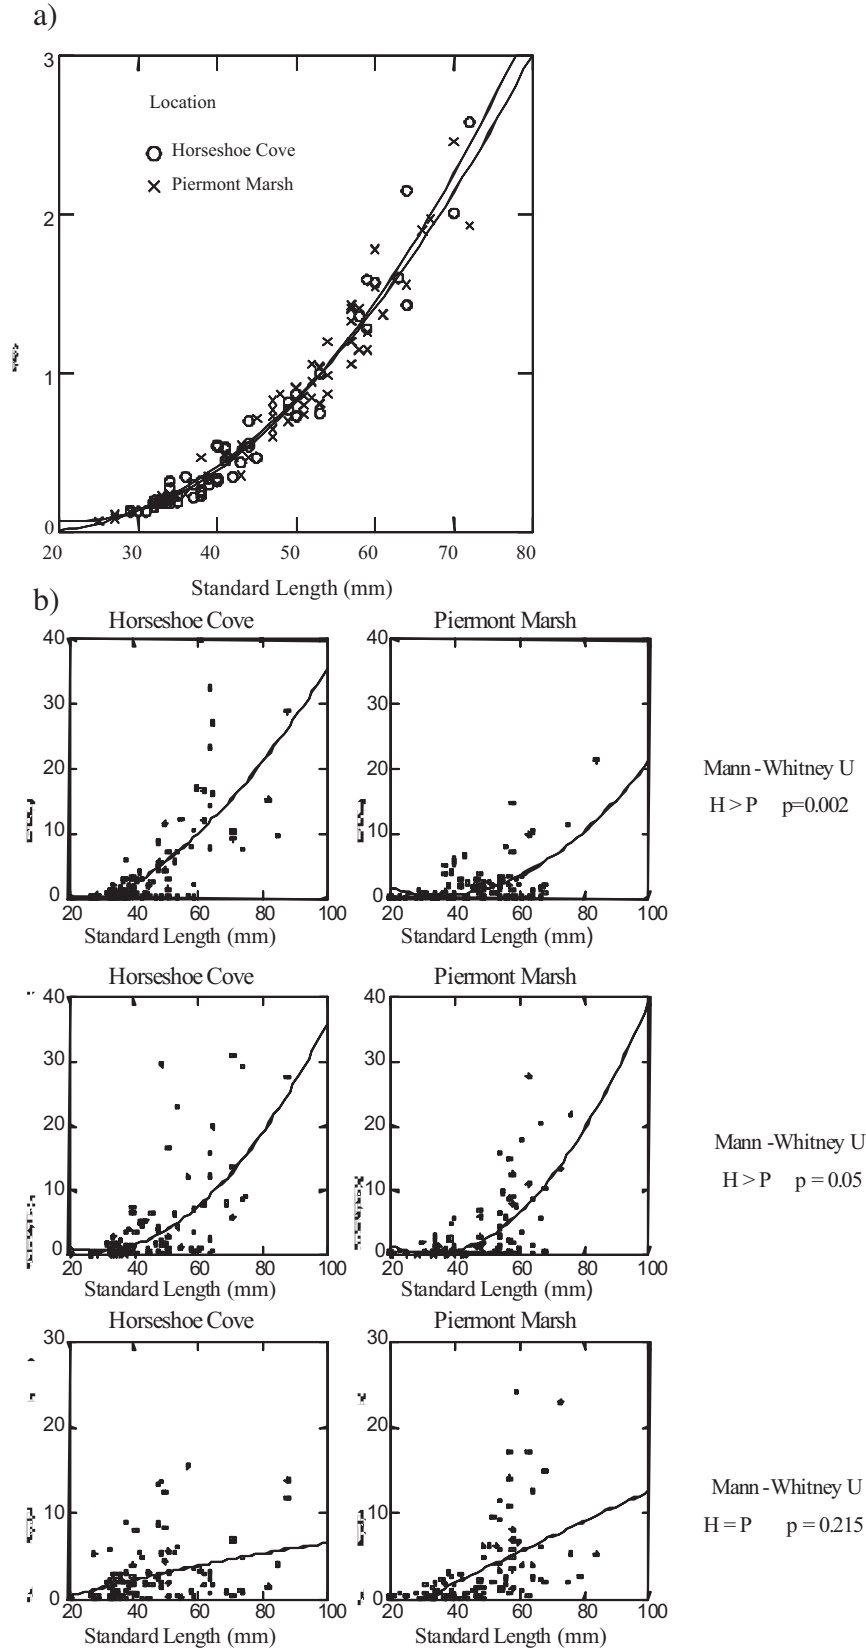 a)
3
Location
Horseshoe Cove
Piermont Marsh
2
1
0
20 30 40 50 60 70 80
Standard Length (mm)
b)
Horseshoe Cove Piermont Marsh
40 40
30 30
20 20
10 10
0 0
20 40 60 80 100 20 40 60 80 100
Standard Length (mm) Standard Length (mm)
Mann -Whitney U
H > P p=0.002
Horseshoe Cove Piermont Marsh
40 40
30 30
20 20
10 10
0 0
20 40 60 80 100 20 40 60 80 100
Standard Length (mm) Standard Length (mm)
Mann -Whitney U
H > P p = 0.05
Horseshoe Cove Piermont Marsh
30 30
20 20
10 10
0 0
20 40 60 80 100 20 40 60 80 100
Standard Length (mm) Standard Length (mm)
Mann -Whitney U
H = P p = 0.215